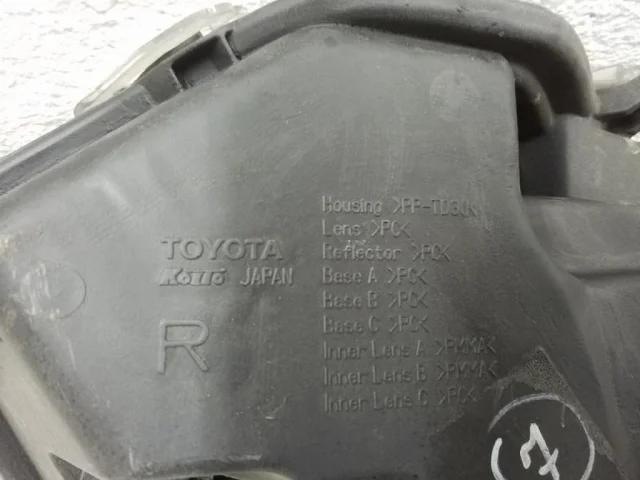 TOYOTA
KOITO JAPAN
R
Housing >PP-TD30<
Lens >PC<
Reflector >PC<
Base A >PC<
Base B >PC<
Base C >PC<
Inner Lens A >PMMA<
Inner Lens B >PMMA<
Inner Lens C >PC<
7